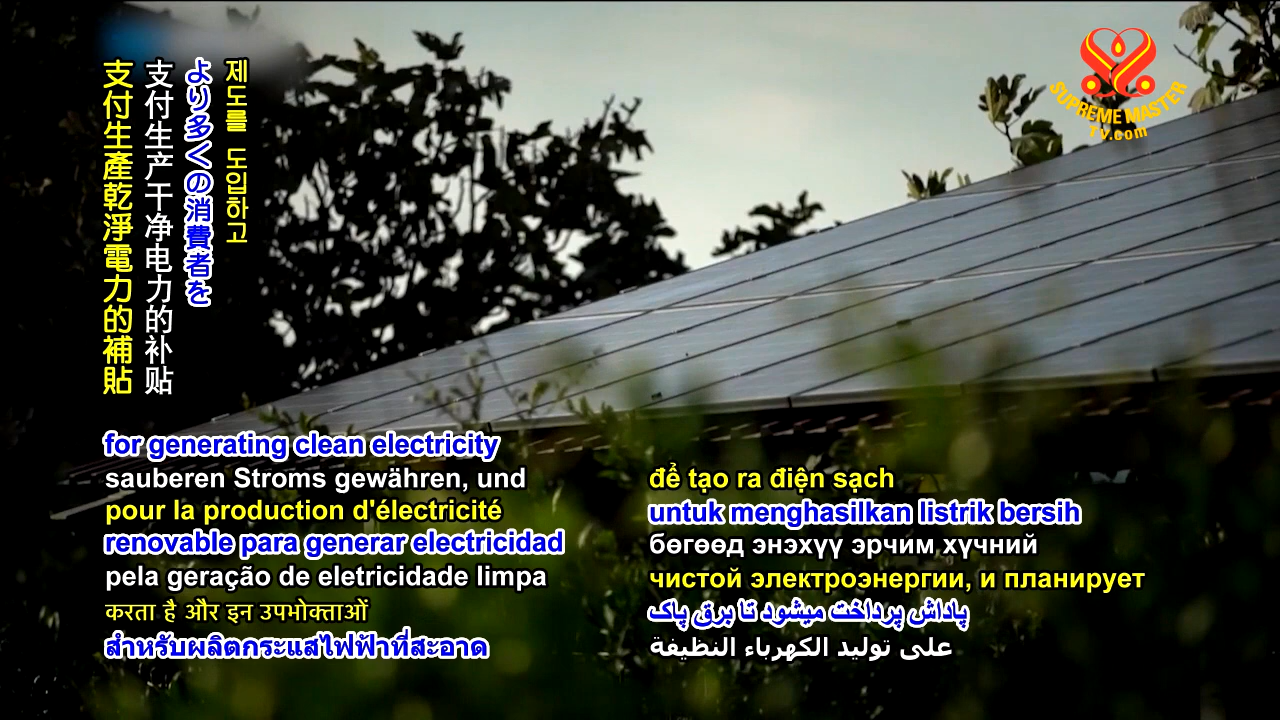 支付生產乾淨電力的補貼
支付生产干净电力的补贴
より多くの消費者を
제도를 도입하고
SUPREME MASTER
TV.com
for generating clean electricity
sauberen Stroms gewähren, und
pour la production d'électricité
renovable para generar electricidad
pela geração de eletricidade limpa
करता है और इन उपभोक्ताओं
สำหรับผลิตกระแสไฟฟ้าที่สะอาด
để tạo ra điện sạch
untuk menghasilkan listrik bersih
бөгөөд энэхүү эрчим хүчний
чистой электроэнергии, и планирует
پاداش پرداخت میشود تا برق پاک
على توليد الكهرباء النظيفة